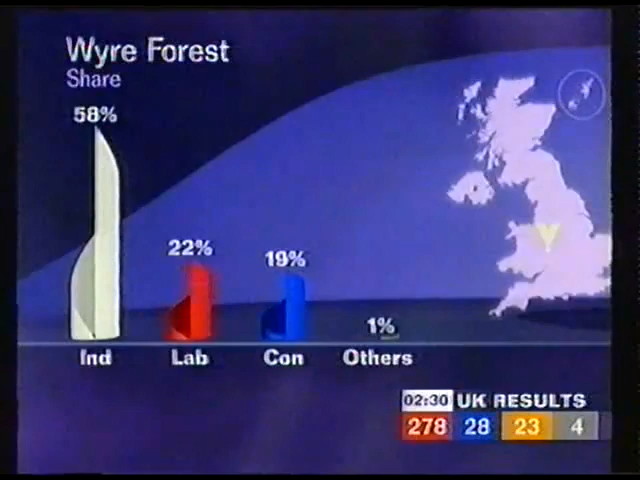 Wyre Forest
Share
58%
22%
19%
1%
Ind Lab Con Others
02:30 UK RESULTS
278 28 23 4